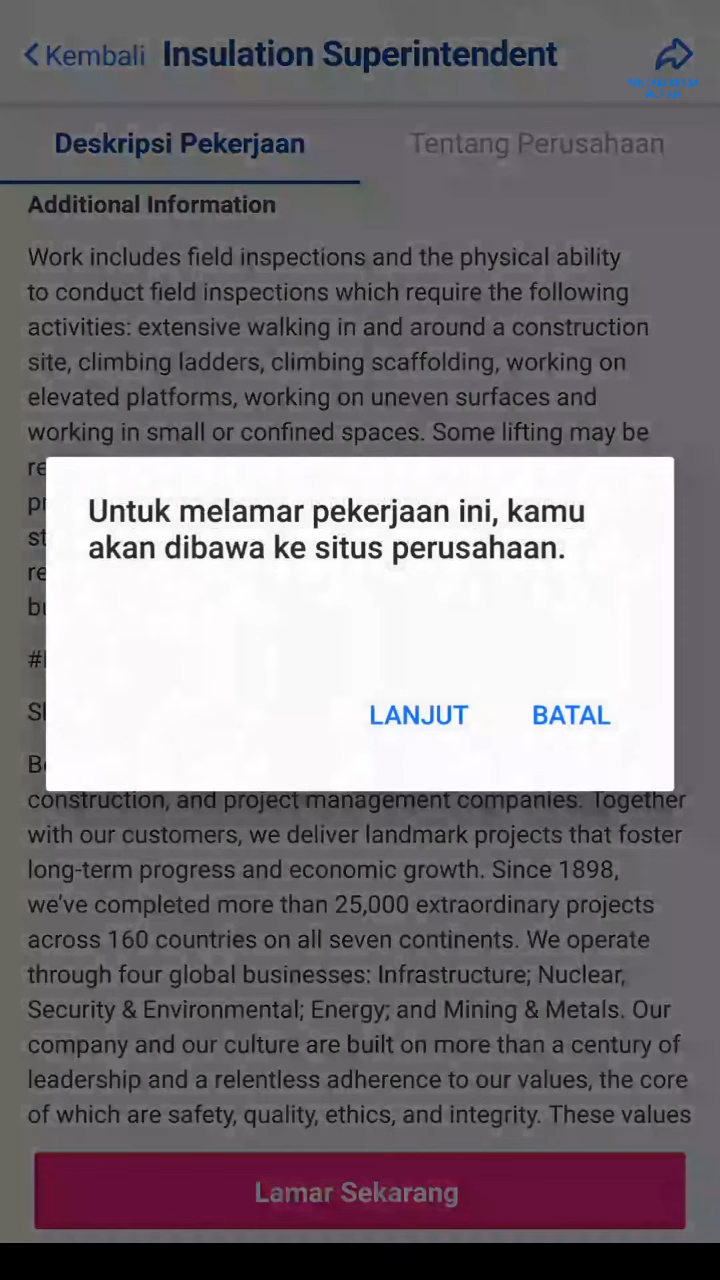 Kembali Insulation Superintendent
Deskripsi Pekerjaan Tentang Perusahaan
Additional Information
Work includes field inspections and the physical ability
to conduct field inspections which require the following
activities: extensive walking in and around a construction
site, climbing ladders, climbing scaffolding, working on
elevated platforms, working on uneven surfaces and
working in small or confined spaces. Some lifting may be
Untuk melamar pekerjaan ini, kamu
akan dibawa ke situs perusahaan.
LANJUT BATAL
construction, and project management companies. Together
with our customers, we deliver landmark projects that foster
long-term progress and economic growth. Since 1898,
we've completed more than 25,000 extraordinary projects
across 160 countries on all seven continents. We operate
through four global businesses: Infrastructure; Nuclear,
Security & Environmental; Energy; and Mining & Metals. Our
company and our culture are built on more than a century of
leadership and a relentless adherence to our values, the core
of which are safety, quality, ethics, and integrity. These values
Lamar Sekarang